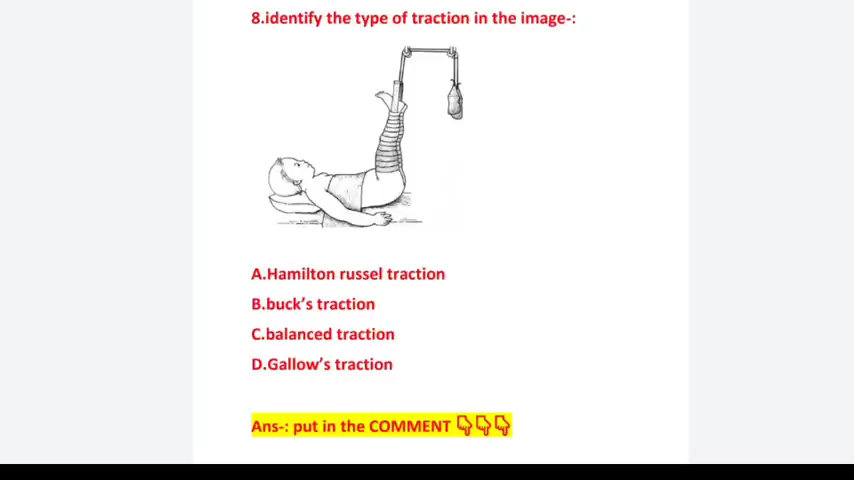 8.identify the type of traction in the image-:
A.Hamilton russel traction
B.buck's traction
C.balanced traction
D.Gallow's traction
Ans-: put in the COMMENT 👇👇👇